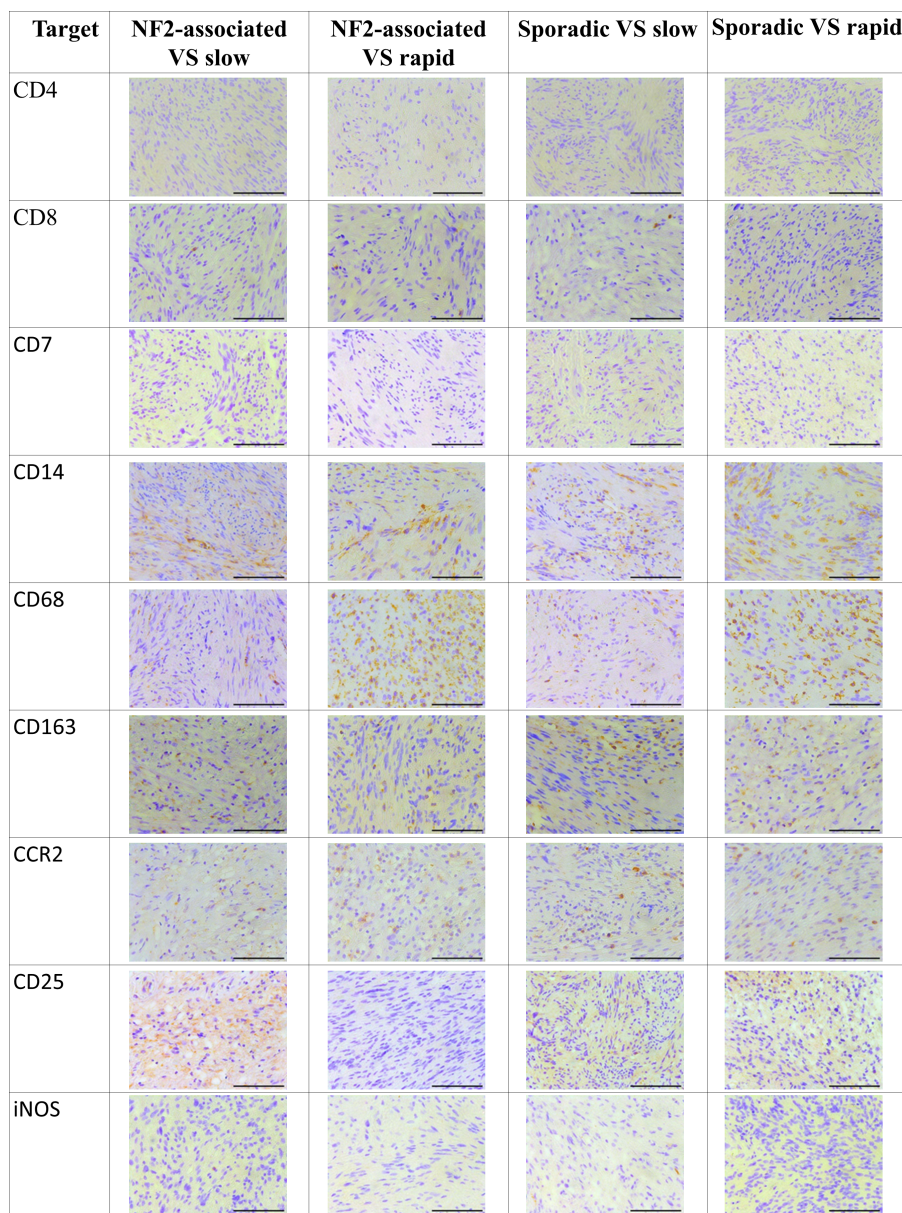 Target
NF2-associated
VS slow
NF2-associated
VS rapid
Sporadic VS slow
Sporadic VS rapid
CD4
CD8
CD7
CD14
CD68
CD163
CCR2
CD25
iNOS